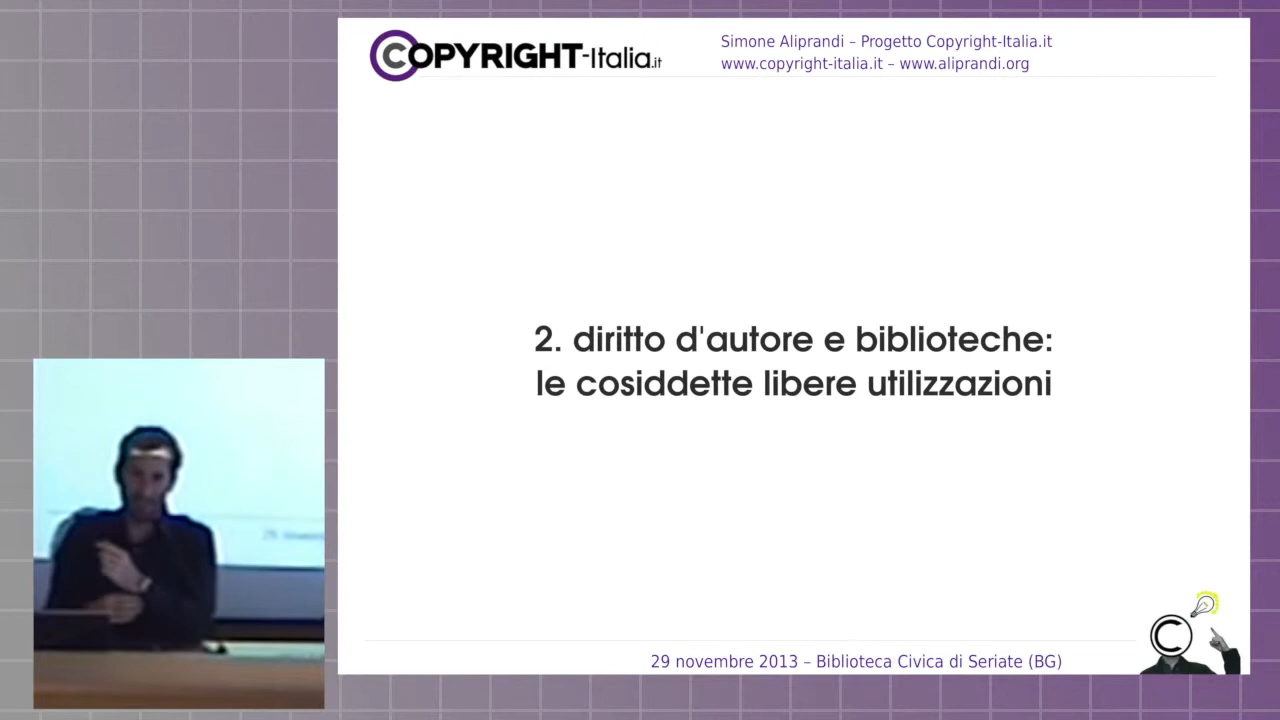 COPYRIGHT-Italia.it
Simone Aliprandi – Progetto Copyright-Italia.it
www.copyright-italia.it – www.aliprandi.org
2. diritto d'autore e biblioteche:
le cosiddette libere utilizzazioni
29 novembre 2013 – Biblioteca Civica di Seriate (BG)
C